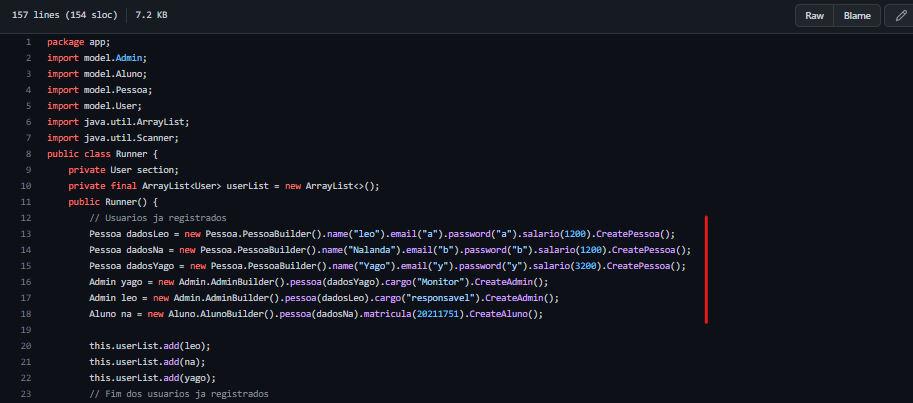 157 lines (154 sloc) 7.2 KB
Raw Blame
1 package app;
2 import model.Admin;
3 import model.Aluno;
4 import model.Pessoa;
5 import model.User;
6 import java.util.ArrayList;
7 import java.util.Scanner;
8 public class Runner {
9 private User section;
10 private final ArrayList<User> userList = new ArrayList<>();
11 public Runner() {
12 // Usuarios ja registrados
13 Pessoa dadosLeo = new Pessoa.PessoaBuilder().name("leo").email("a").password("a").salario(1200).CreatePessoa();
14 Pessoa dadosNa = new Pessoa.PessoaBuilder().name("Nalanda").email("b").password("b").salario(1200).CreatePessoa();
15 Pessoa dadosYago = new Pessoa.PessoaBuilder().name("Yago").email("y").password("y").salario(3200).CreatePessoa();
16 Admin yago = new Admin.AdminBuilder().pessoa(dadosYago).cargo("Monitor").CreateAdmin();
17 Admin leo = new Admin.AdminBuilder().pessoa(dadosLeo).cargo("responsavel").CreateAdmin();
18 Aluno na = new Aluno.AlunoBuilder().pessoa(dadosNa).matricula(20211751).CreateAluno();
19
20 this.userList.add(leo);
21 this.userList.add(na);
22 this.userList.add(yago);
23 // Fim dos usuarios ja registrados